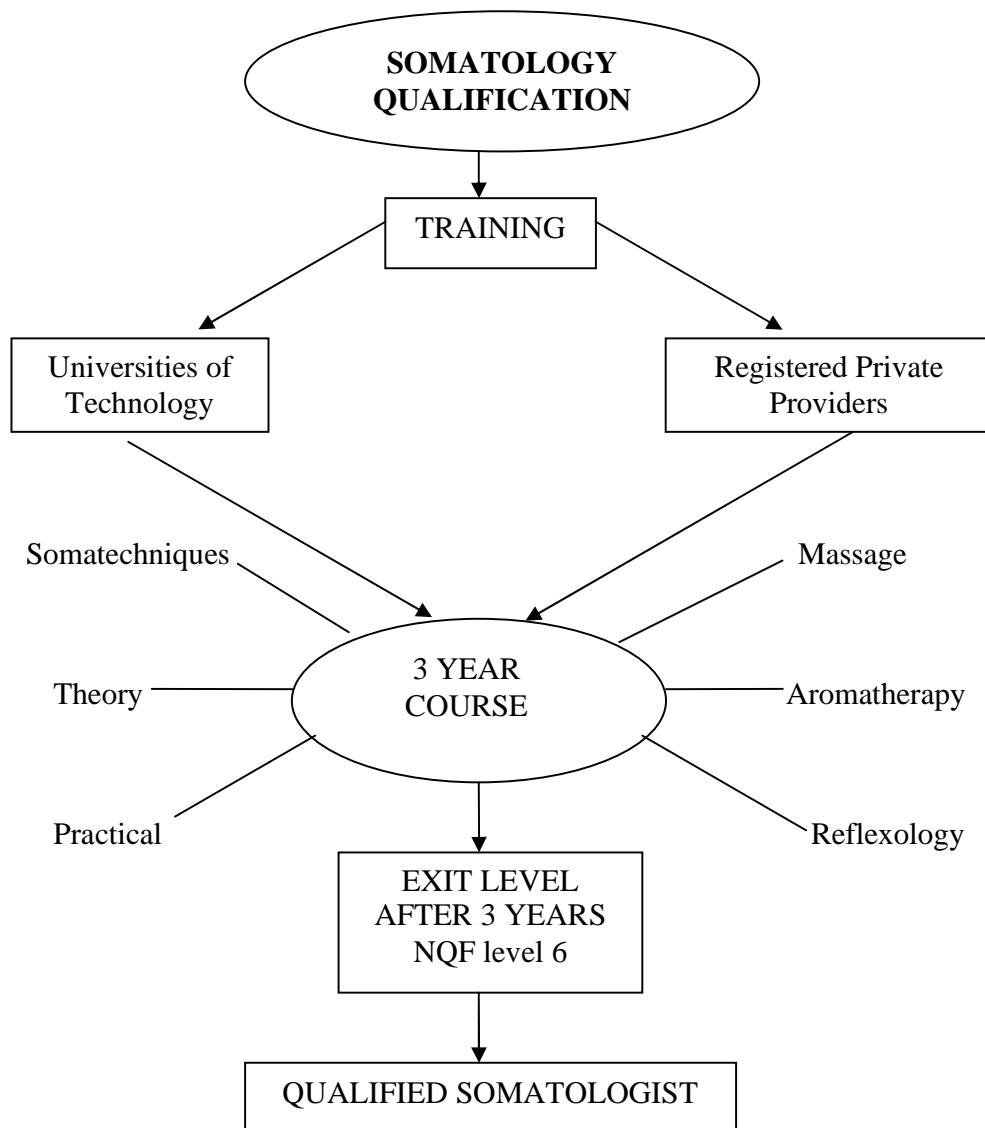 SOMATOLOGY
QUALIFICATION
TRAINING
Universities of
Technology
Registered Private
Providers
Somatechniques
Massage
3 YEAR
COURSE
Theory
Aromatherapy
Practical
Reflexology
EXIT LEVEL
AFTER 3 YEARS
NQF level 6
QUALIFIED SOMATOLOGIST